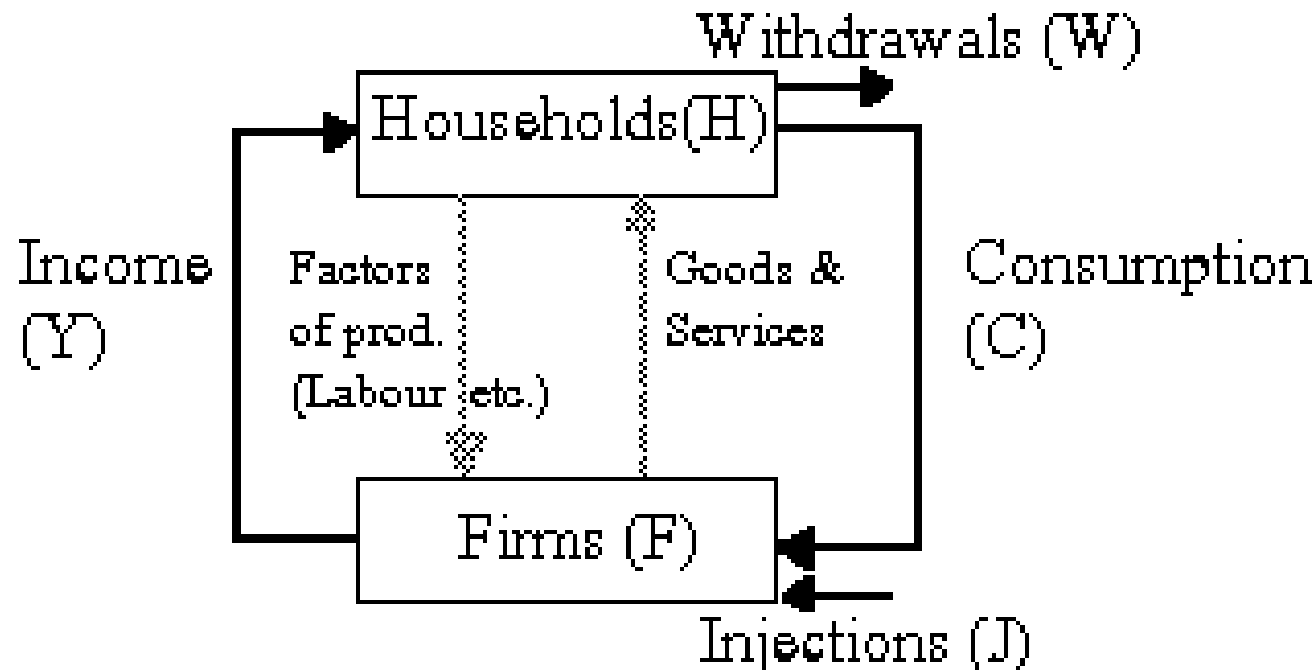 Withdrawals (W)
Households(H)
Income
(Y)
Factors
of prod.
(Labour etc.)
Goods &
Services
Consumption
(C)
Firms (F)
Injections (J)